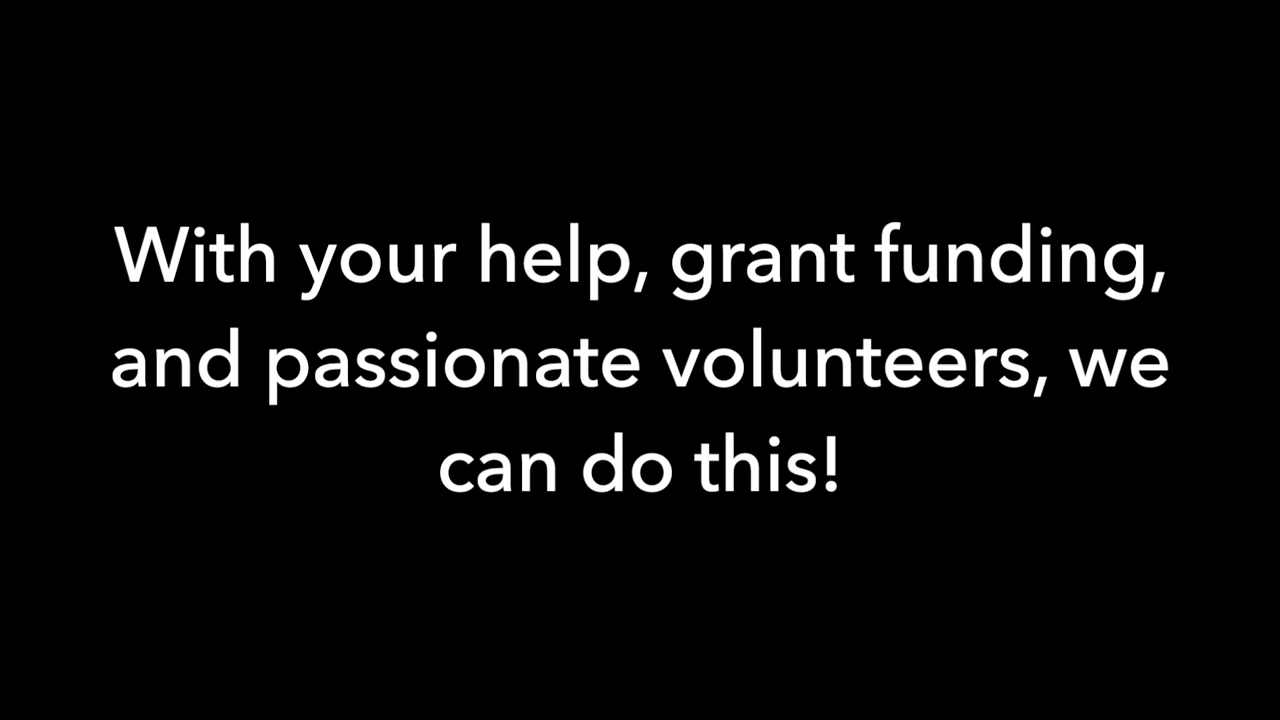 With your help, grant funding,
and passionate volunteers, we
can do this!